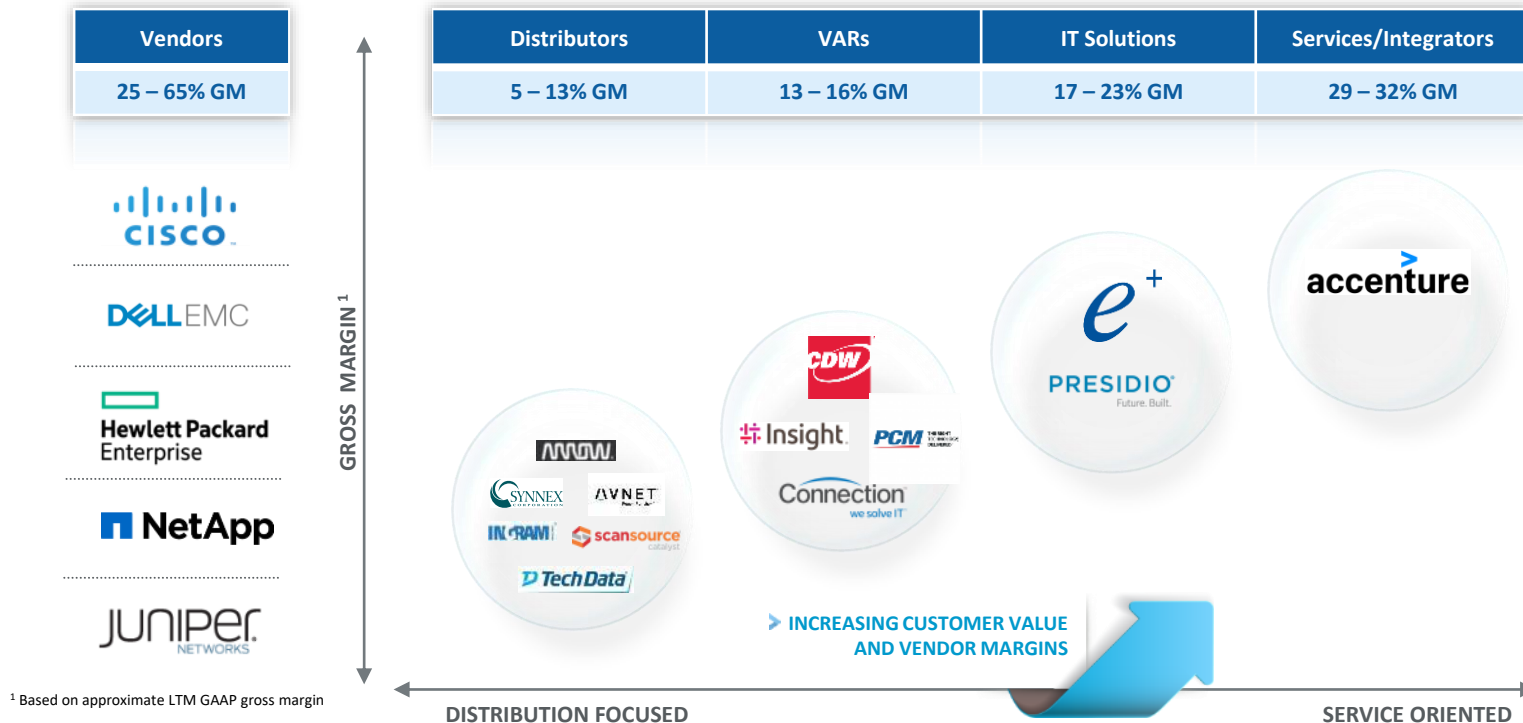 Vendors
25 – 65% GM
CISCO
DELLEMC
Hewlett Packard
Enterprise
NetApp
JUNIPER
NETWORKS
GROSS MARGIN 1
Distributors
VARs
IT Solutions
Services/Integrators
5 – 13% GM
13 – 16% GM
17 – 23% GM
29 – 32% GM
ARROW
SYNNEX
CORPORATION
AVNET
INGRAM
scansource
catalyst
Tech Data
CDW
Insight.
PCM
Connection
we solve IT
e+
PRESIDIO
Future. Built.
accenture
> INCREASING CUSTOMER VALUE
AND VENDOR MARGINS
DISTRIBUTION FOCUSED
SERVICE ORIENTED
1 Based on approximate LTM GAAP gross margin